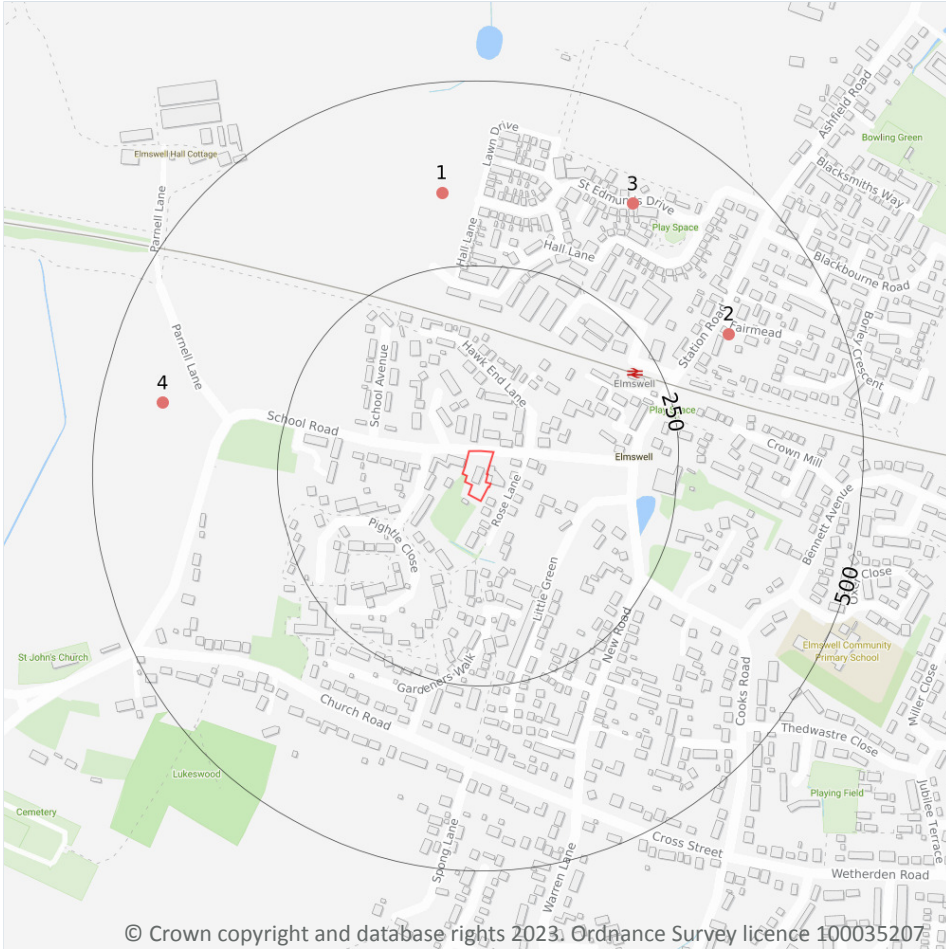 Ashfield Road
Bowling Green
Lawn Drive
Elmswell Hall Cottage
Blacksmiths Way
1
3
St Edmunds Drive
Parnell Lane
Play Space
Hall Lane
Hall Lane
Blackbourne Road
2
Fairmead
Station Road
Borley Crescent
Parnell Lane
School Avenue
Hawk End Lane
Elmswell
4
Play Space
250
School Road
Crown Mill
Elmswell
Rose Lane
Bennett Avenue
Pightle Close
Little Green
500
Close
New Road
Elmswell Community
Primary School
St John's Church
Gardeners Walk
Cooks Road
Miller Close
Church Road
Thedwastre Close
Lukeswood
Playing Field
Jubilee Terrace
Cemetery
Spong Lane
Warren Lane
Cross Street
Wetherden Road
© Crown copyright and database rights 2023. Ordnance Survey licence 100035207